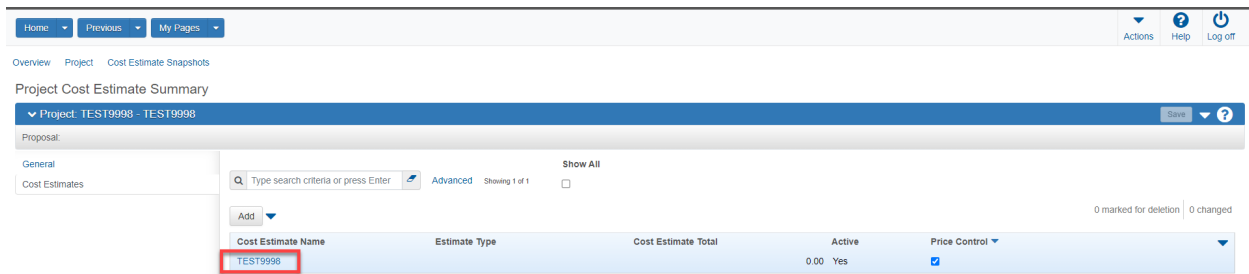 Home Previous My Pages Actions Help Log off
Overview Project Cost Estimate Snapshots
Project Cost Estimate Summary
Project: TEST9998 - TEST9998 Save
Proposal:
General
Cost Estimates
Show All
Type search criteria or press Enter Advanced Showing 1 of 1
Add 0 marked for deletion 0 changed
Cost Estimate Name Estimate Type Cost Estimate Total Active Price Control
TEST9998 0.00 Yes